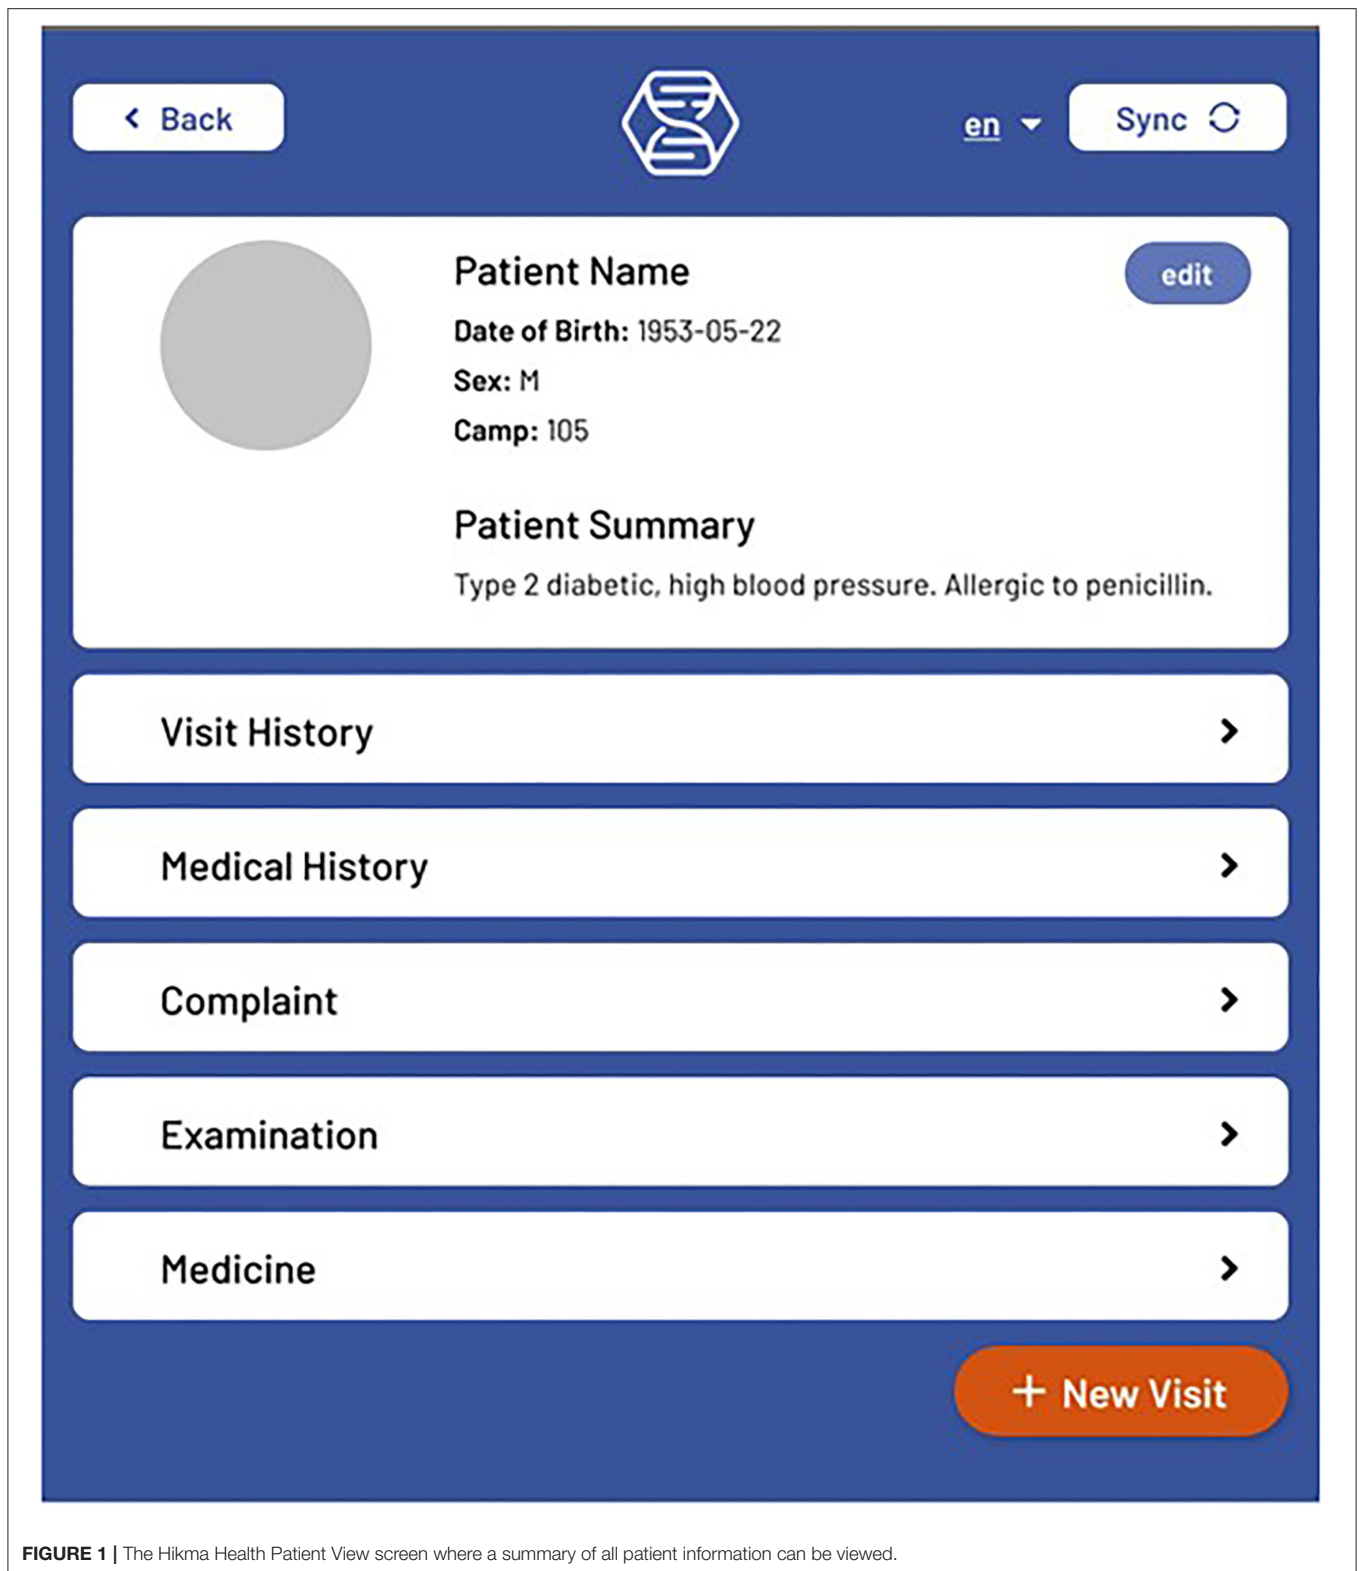 Back
en
Sync
Patient Name
edit
Date of Birth: 1953-05-22
Sex: M
Camp: 105
Patient Summary
Type 2 diabetic, high blood pressure. Allergic to penicillin.
Visit History
Medical History
Complaint
Examination
Medicine
+ New Visit
FIGURE 1 | The Hikma Health Patient View screen where a summary of all patient information can be viewed.